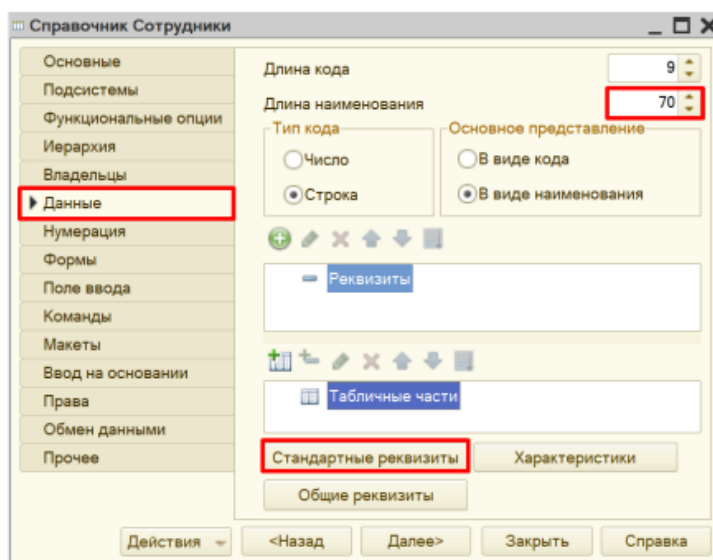 Справочник Сотрудники
Основные
Подсистемы
Функциональные опции
Иерархия
Владельцы
Данные
Нумерация
Формы
Поле ввода
Команды
Макеты
Ввод на основании
Права
Обмен данными
Прочее
Длина кода 9
Длина наименования 70
Тип кода
Число
Строка
Основное представление
В виде кода
В виде наименования
Реквизиты
Табличные части
Стандартные реквизиты Характеристики
Общие реквизиты
Действия <Назад Далее> Закрыть Справка